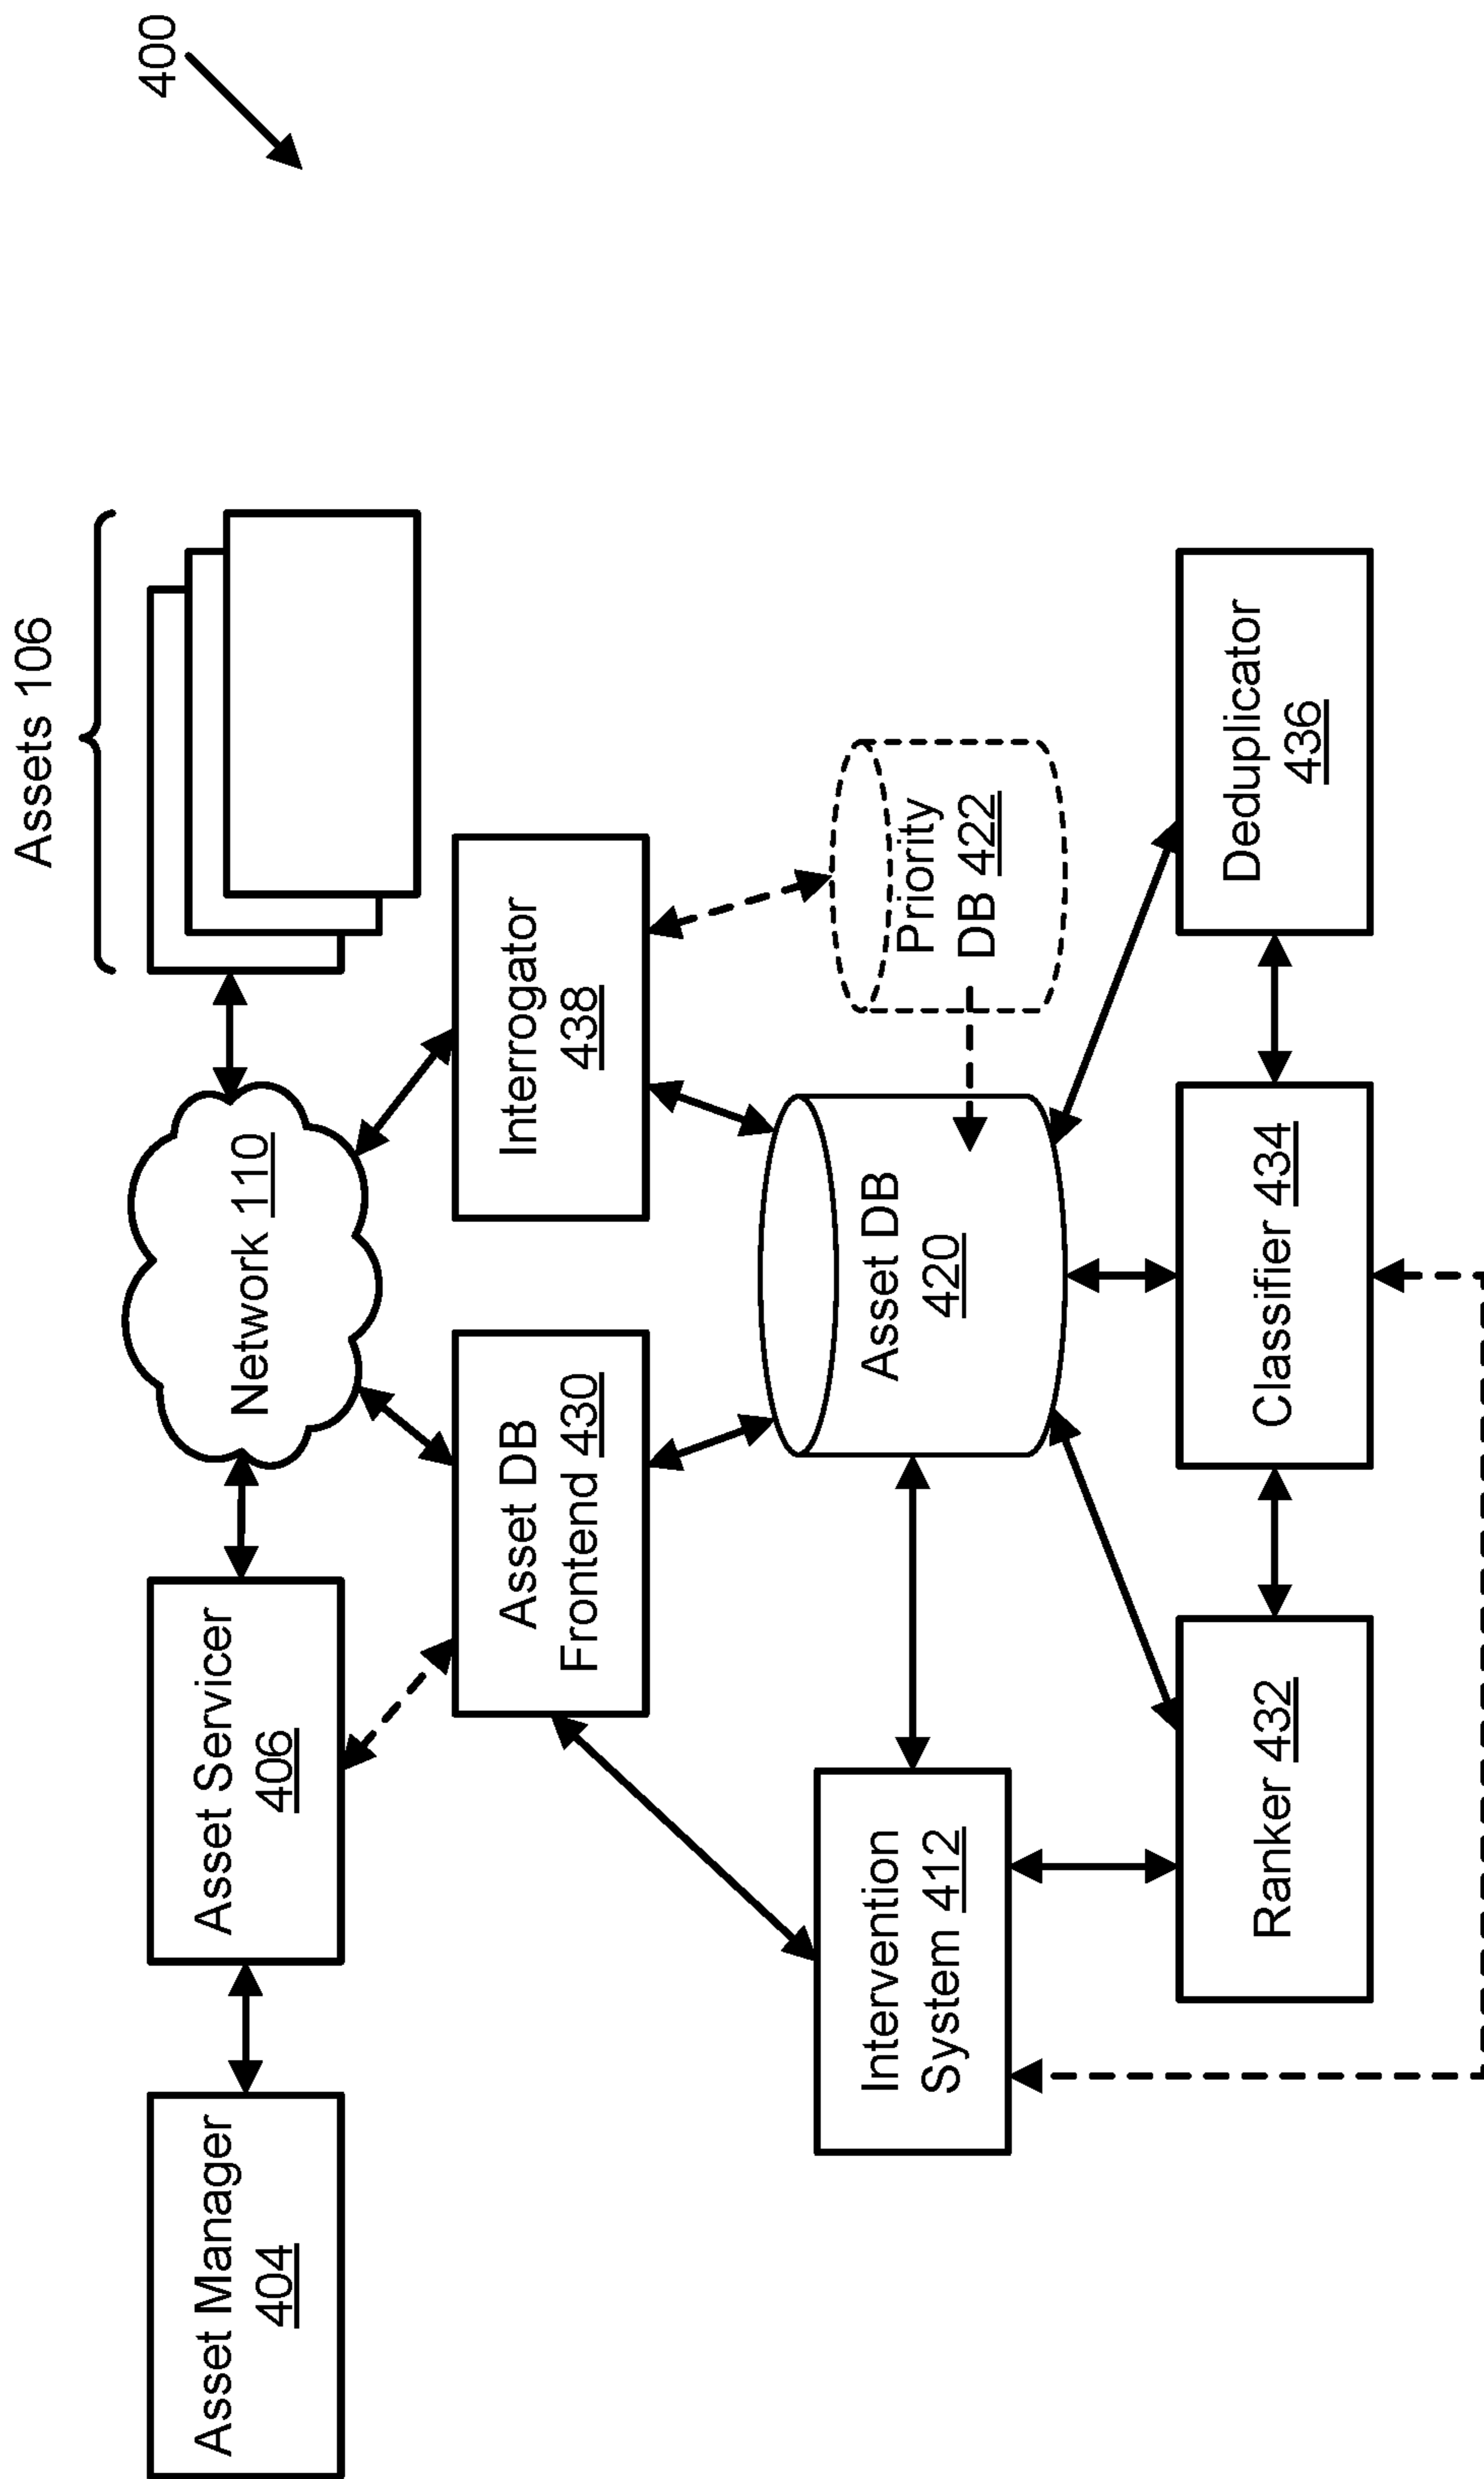 400
Assets 106
Asset Manager
404
Asset Servicer
406
Network 110
Asset DB
Frontend 430
Interrogator
438
Intervention
System 412
Asset DB
420
Priority
DB 422
Ranker 432
Classifier 434
Deduplicator
436